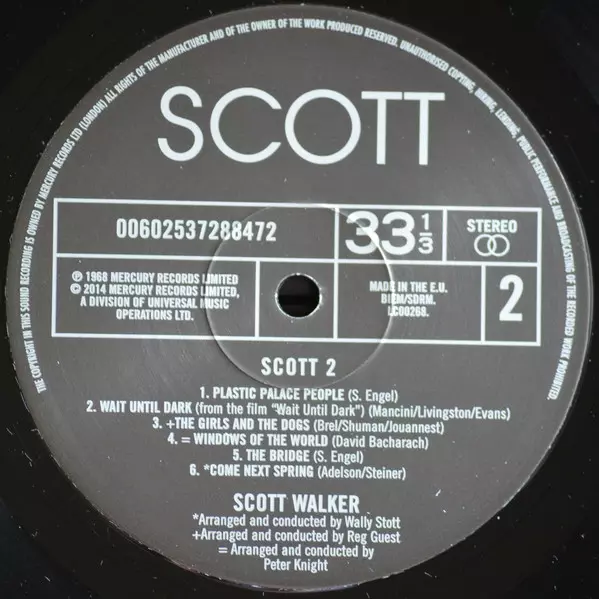 THE COPYRIGHT IN THIS SOUND RECORDING IS OWNED BY MERCURY RECORDS LTD (LONDON) ALL RIGHTS OF THE MANUFACTURER AND OF THE OWNER OF THE WORK PRODUCED RESERVED. UNAUTHORISED COPYING, HIRING, LENDING, PUBLIC PERFORMANCE AND BROADCASTING OF THE RECORDED WORK PROHIBITED.
SCOTT
00602537288472
33 1/3
STEREO
℗ 1968 MERCURY RECORDS LIMITED
© 2014 MERCURY RECORDS LIMITED,
A DIVISION OF UNIVERSAL MUSIC
OPERATIONS LTD.
MADE IN THE E.U.
BIEM/SDRM.
LC00268.
2
SCOTT 2
1. PLASTIC PALACE PEOPLE (S. Engel)
2. WAIT UNTIL DARK (from the film "Wait Until Dark") (Mancini/Livingston/Evans)
3. +THE GIRLS AND THE DOGS (Brel/Shuman/Jouannest)
4. = WINDOWS OF THE WORLD (David Bacharach)
5. THE BRIDGE (S. Engel)
6. *COME NEXT SPRING (Adelson/Steiner)
SCOTT WALKER
*Arranged and conducted by Wally Stott
+Arranged and conducted by Reg Guest
= Arranged and conducted by
Peter Knight